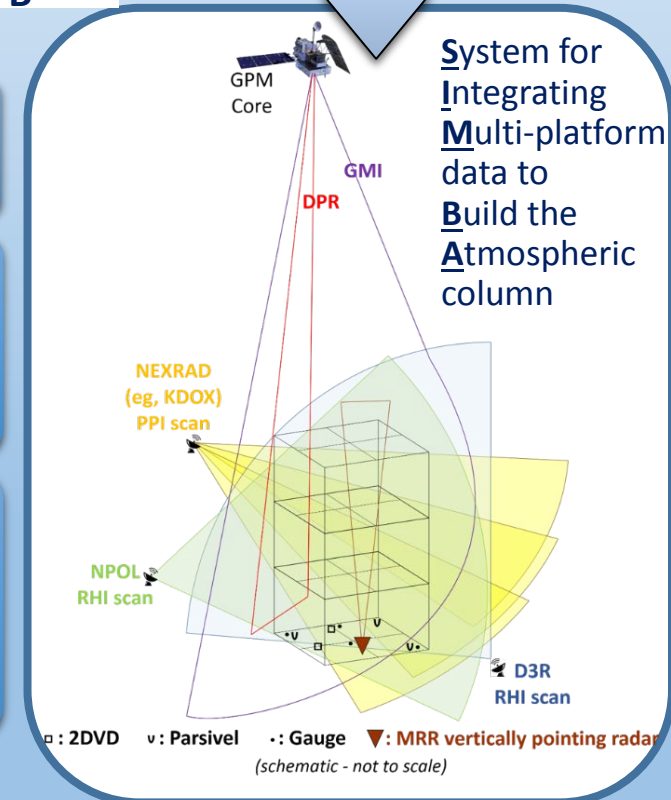 System for
Integrating
Multi-platform
data to
Build the
Atmospheric
column
GPM
Core
GMI
DPR
NEXRAD
(eg, KDOX)
PPI scan
NPOL
RHI scan
D3R
RHI scan
: 2DVD : Parsivel : Gauge : MRR vertically pointing radar
(schematic - not to scale)